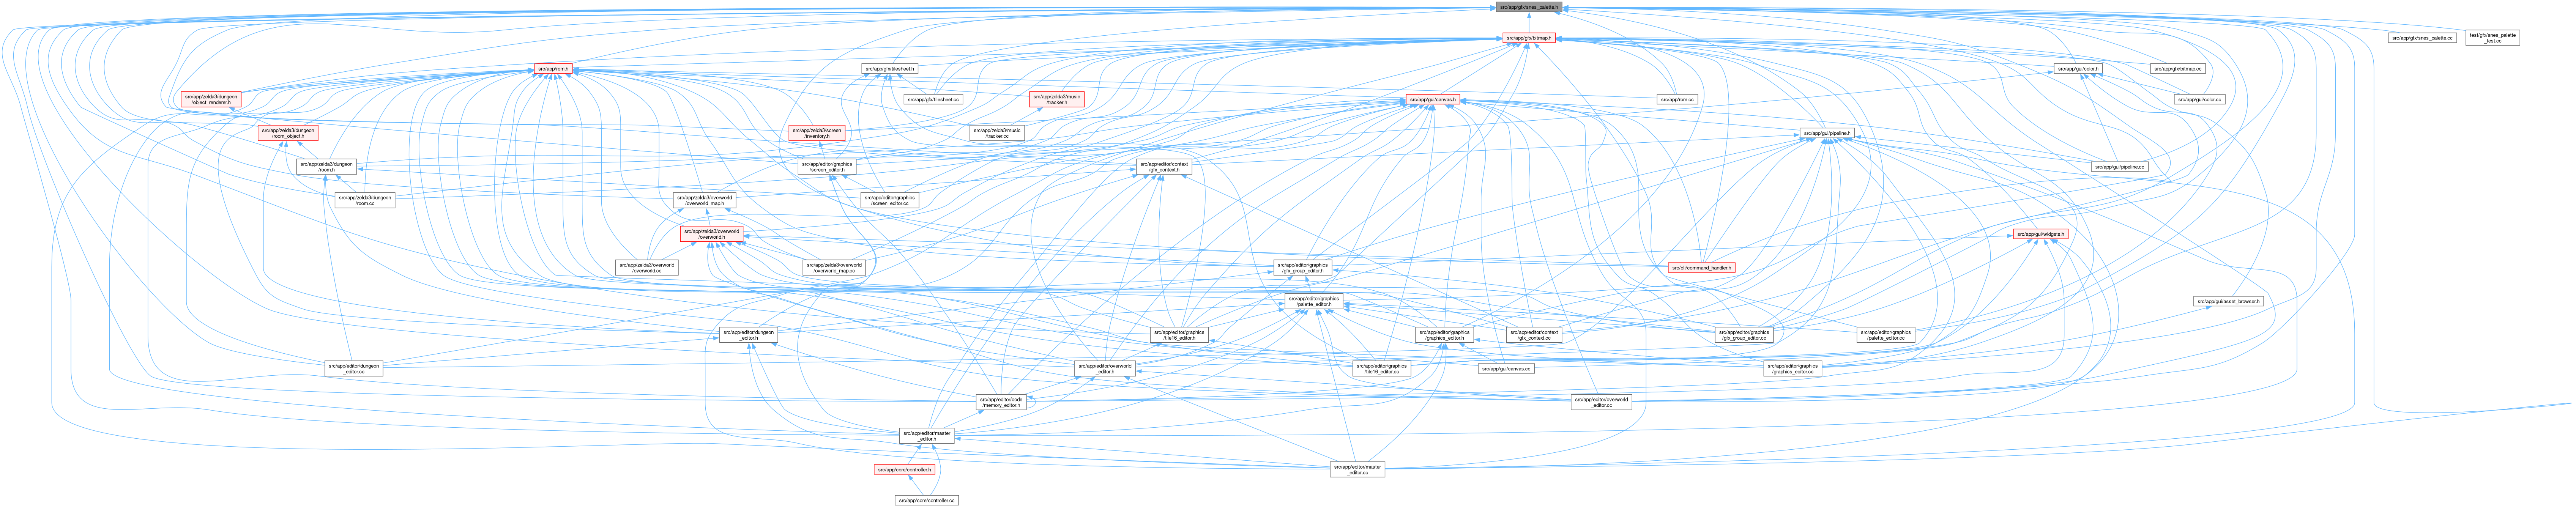 src/app/gfx/snes_palette.h
src/app/gfx/bitmap.h
src/app/gfx/snes_palette.cc
test/gfx/snes_palette
_test.cc
src/app/rom.h
src/app/gfx/tilesheet.h
src/app/gui/color.h
src/app/gfx/bitmap.cc
src/app/zelda3/dungeon
/object_renderer.h
src/app/gfx/tilesheet.cc
src/app/zelda3/music
/tracker.h
src/app/gui/canvas.h
src/app/rom.cc
src/app/gui/color.cc
src/app/zelda3/dungeon
/room_object.h
src/app/zelda3/screen
/inventory.h
src/app/zelda3/music
/tracker.cc
src/app/gui/pipeline.h
src/app/zelda3/dungeon
/room.h
src/app/editor/graphics
/screen_editor.h
src/app/editor/context
/gfx_context.h
src/app/gui/pipeline.cc
src/app/zelda3/dungeon
/room.cc
src/app/zelda3/overworld
/overworld_map.h
src/app/editor/graphics
/screen_editor.cc
src/app/zelda3/overworld
/overworld.h
src/app/gui/widgets.h
src/app/zelda3/overworld
/overworld.cc
src/app/zelda3/overworld
/overworld_map.cc
src/app/editor/graphics
/gfx_group_editor.h
src/cli/command_handler.h
src/app/editor/graphics
/palette_editor.h
src/app/gui/asset_browser.h
src/app/editor/dungeon
_editor.h
src/app/editor/graphics
/tile16_editor.h
src/app/editor/graphics
/graphics_editor.h
src/app/editor/context
/gfx_context.cc
src/app/editor/graphics
/gfx_group_editor.cc
src/app/editor/graphics
/palette_editor.cc
src/app/editor/dungeon
_editor.cc
src/app/editor/overworld
_editor.h
src/app/editor/graphics
/tile16_editor.cc
src/app/gui/canvas.cc
src/app/editor/graphics
/graphics_editor.cc
src/app/editor/code
/memory_editor.h
src/app/editor/overworld
_editor.cc
src/app/editor/master
_editor.h
src/app/core/controller.h
src/app/editor/master
_editor.cc
src/app/core/controller.cc